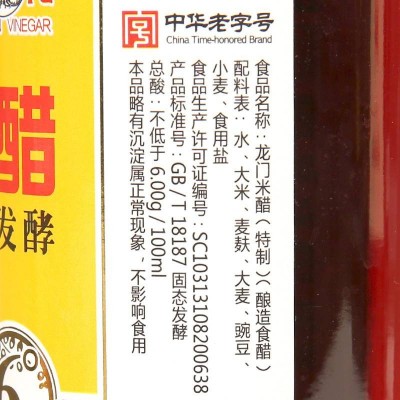 VINEGAR
醋
发酵
6
中华老字号
China Time-honored Brand
食品名称：龙门米醋（特制）（酿造食醋）
配料表：水、大米、麦麸、大麦、豌豆、
小麦、食用盐
食品生产许可证编号：SC10313108200638
产品标准号：GB/T 18187 固态发酵
总酸：不低于6.00g/100ml
本品略有沉淀属正常现象，不影响食用